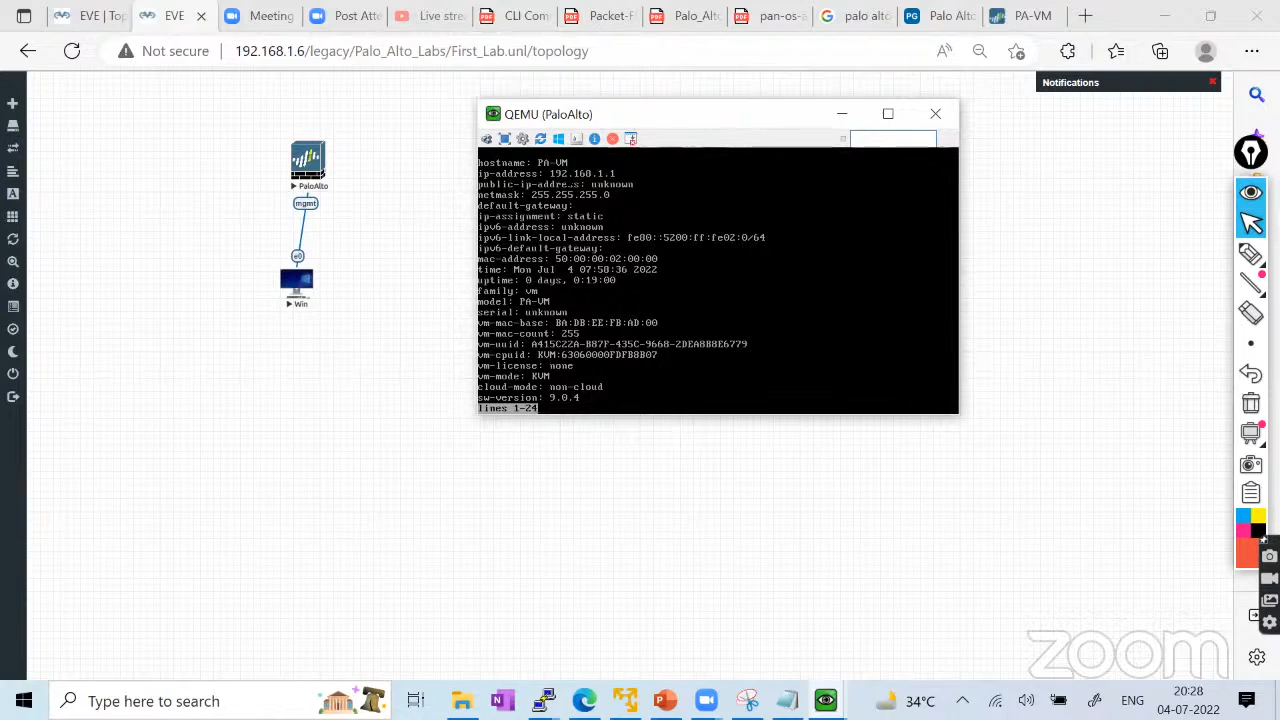 EVE | Top
EVE
Meeting
Live stre
Cont
Packet-
Palo_Alt
pan-os-a
palo alto
Palo Alto
PA-VM
Not secure
192.168.1.6/legacy/Palo_Alto_Labs/First_Lab.unl/topology
Notifications
QEMU (PaloAlto)
PaloAlto
mgmt
e0
Win
hostname: PA-VM
ip-address: 192.168.1.1
public-ip-address: unknown
netmask: 255.255.255.0
default-gateway:
ip-assignment: static
ipv6-address: unknown
ipv6-link-local-address: fe80::5200:ff:fe02:0/64
ipv6-default-gateway:
mac-address: 50:00:00:02:00:00
time: Mon Jul  4 07:58:36 2022
uptime: 0 days, 0:19:00
family: vm
model: PA-VM
serial: unknown
vm-mac-base: BA:DB:EE:FB:AD:00
vm-mac-count: 255
vm-uuid: A415C22A-B87F-435C-9668-2DEA8B8E6779
vm-cpuid: KVM:63060000FDFB8B07
vm-license: none
vm-mode: KVM
cloud-mode: non-cloud
sw-version: 9.0.4
lines 1-24
zoom
Type here to search
34°C
ENG
20:28
04-07-2022